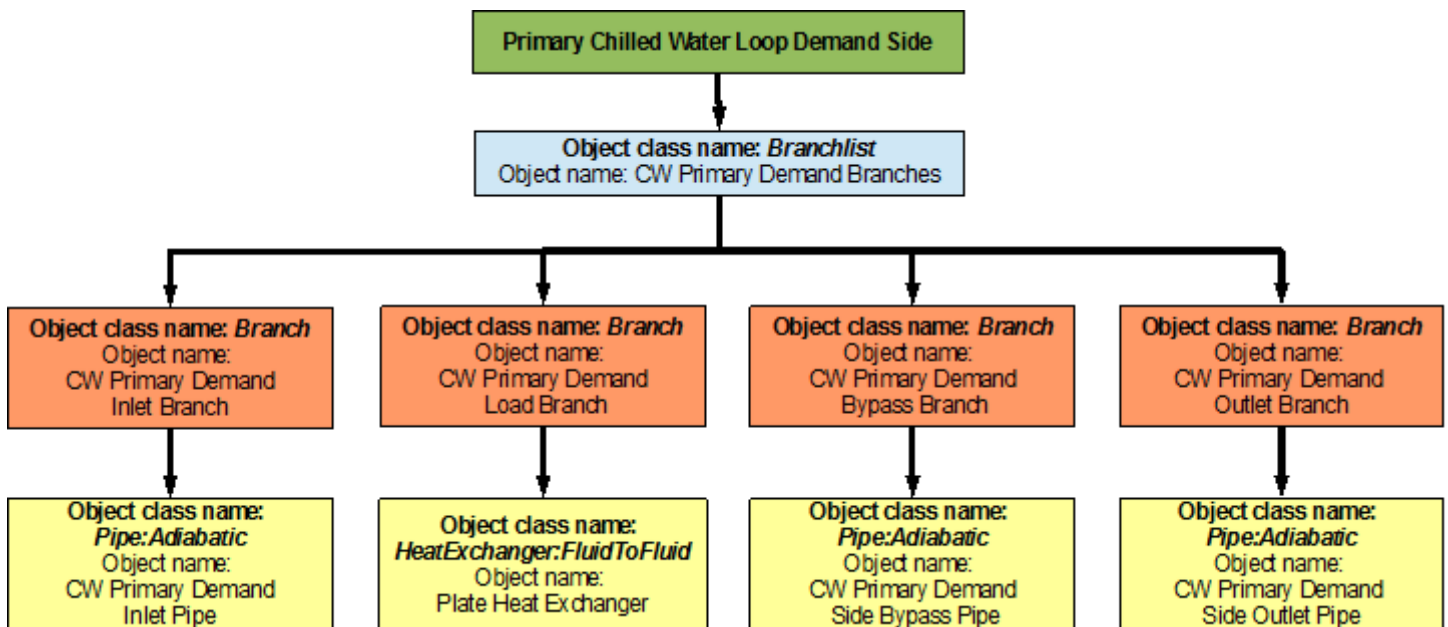 Primary Chilled Water Loop Demand Side
Object class name: Branchlist
Object name: CW Primary Demand Branches
Object class name: Branch
Object name:
CW Primary Demand
Inlet Branch
Object class name: Branch
Object name:
CW Primary Demand
Load Branch
Object class name: Branch
Object name:
CW Primary Demand
Bypass Branch
Object class name: Branch
Object name:
CW Primary Demand
Outlet Branch
Object class name:
Pipe:Adiabatic
Object name:
CW Primary Demand
Inlet Pipe
Object class name:
HeatExchanger:FluidToFluid
Object name:
Plate Heat Exchanger
Object class name:
Pipe:Adiabatic
Object name:
CW Primary Demand
Side Bypass Pipe
Object class name:
Pipe:Adiabatic
Object name:
CW Primary Demand
Side Outlet Pipe